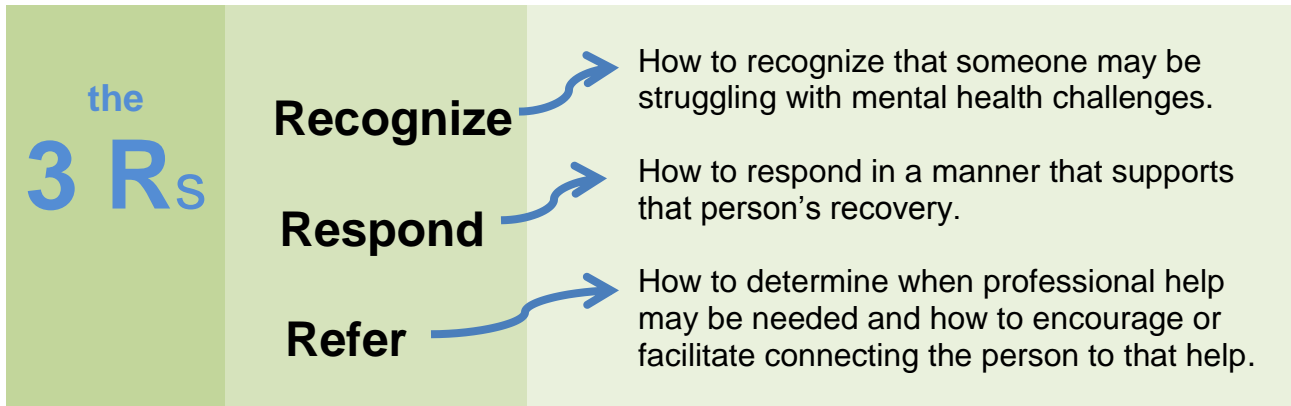 the
3 Rs
Recognize
How to recognize that someone may be
struggling with mental health challenges.
Respond
How to respond in a manner that supports
that person’s recovery.
Refer
How to determine when professional help
may be needed and how to encourage or
facilitate connecting the person to that help.